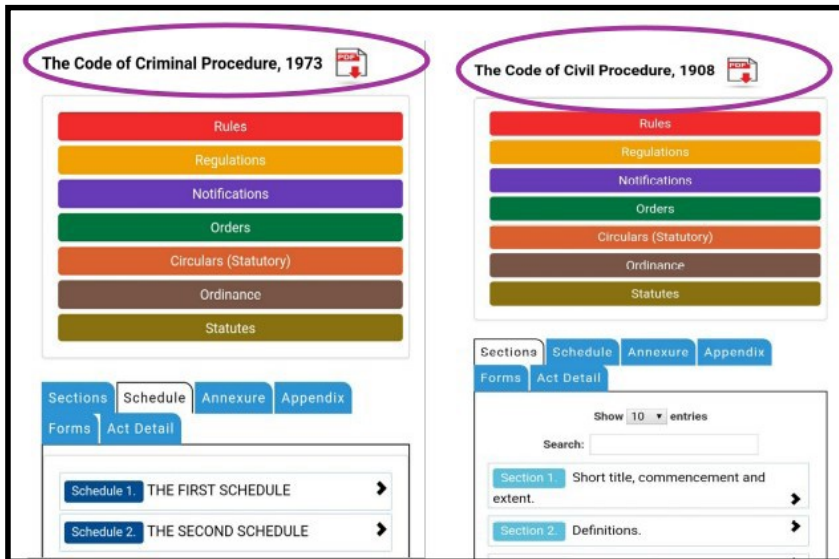 The Code of Criminal Procedure, 1973
PDF
Rules
Regulations
Notifications
Orders
Circulars (Statutory)
Ordinance
Statutes
Sections Schedule Annexure Appendix
Forms Act Detail
Schedule 1. THE FIRST SCHEDULE
Schedule 2. THE SECOND SCHEDULE
The Code of Civil Procedure, 1908
PDF
Rules
Regulations
Notifications
Orders
Circulars (Statutory)
Ordinance
Statutes
Sections Schedule Annexure Appendix
Forms Act Detail
Show 10 entries
Search:
Section 1. Short title, commencement and
extent.
Section 2. Definitions.